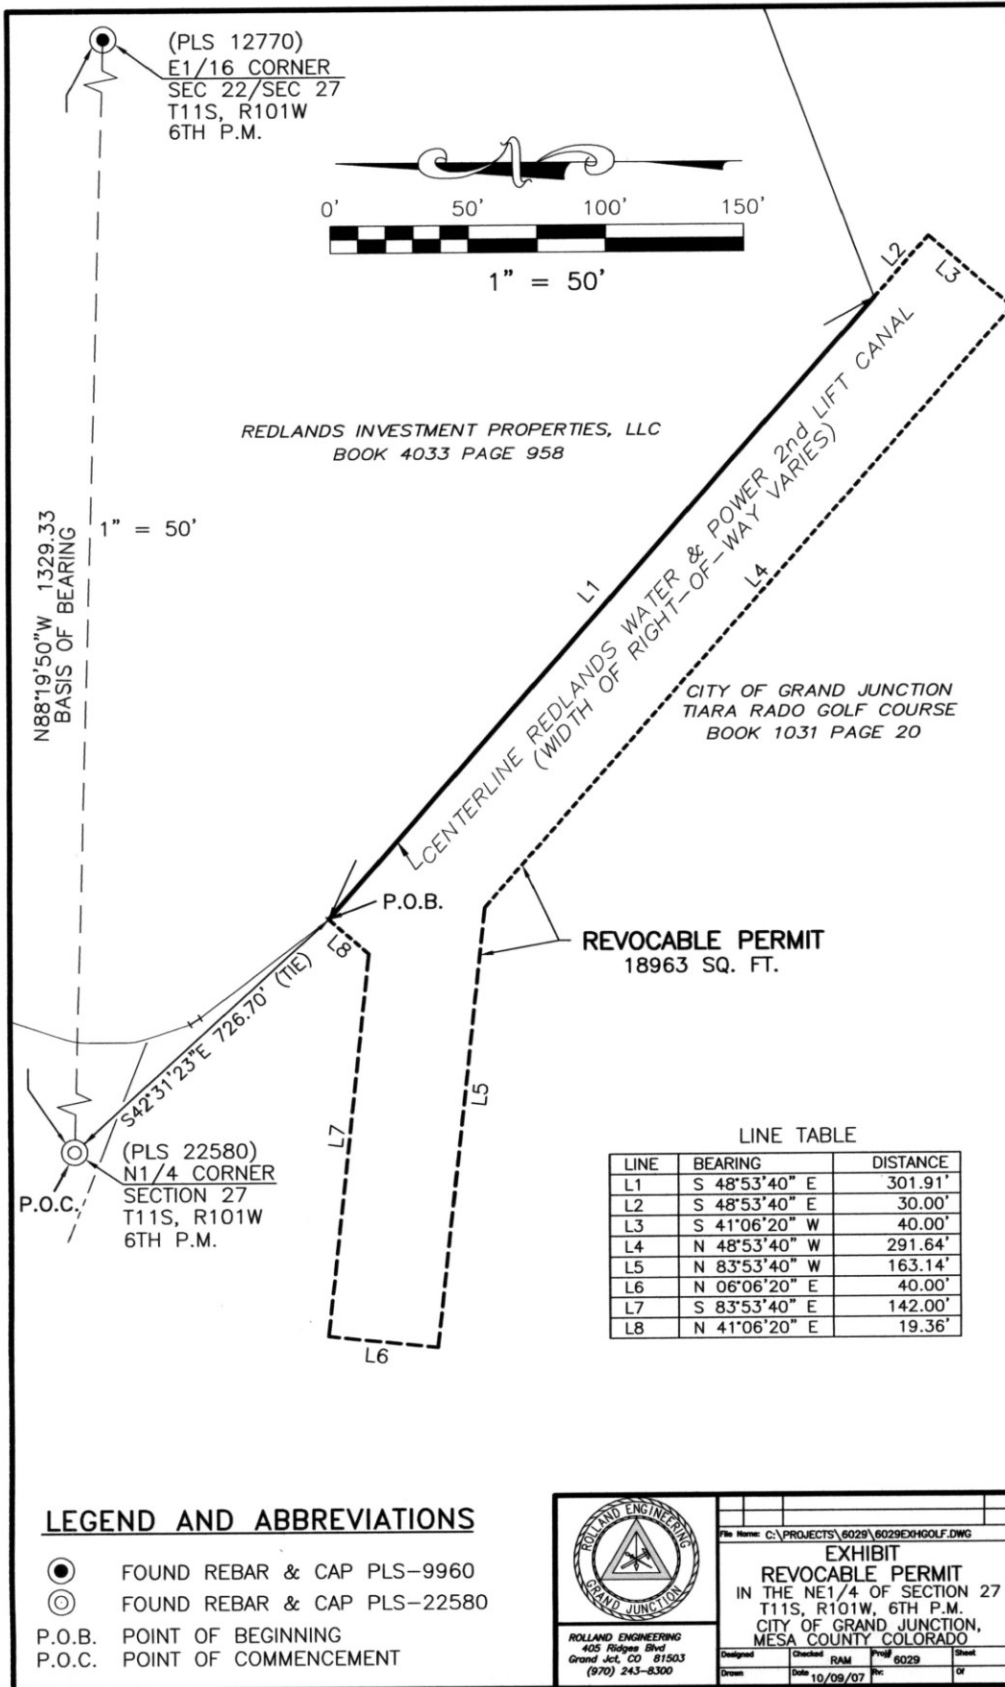 (PLS 12770)
E1/16 CORNER
SEC 22/SEC 27
T11S, R101W
6TH P.M.
0' 50' 100' 150'
1" = 50'
L2
L3
REDLANDS INVESTMENT PROPERTIES, LLC
BOOK 4033 PAGE 958
N88°19'50"W 1329.33
BASIS OF BEARING
1" = 50'
L1
CENTERLINE REDLANDS WATER & POWER 2nd LIFT CANAL
(WIDTH OF RIGHT-OF-WAY VARIES)
L4
CITY OF GRAND JUNCTION
TIARA RADO GOLF COURSE
BOOK 1031 PAGE 20
P.O.B.
L8
REVOCABLE PERMIT
18963 SQ. FT.
S42°31'23"E 726.70' (TIE)
L7
L5
(PLS 22580)
N1/4 CORNER
SECTION 27
T11S, R101W
6TH P.M.
P.O.C.
L6
LINE TABLE
LINE BEARING DISTANCE
L1 S 48°53'40" E 301.91'
L2 S 48°53'40" E 30.00'
L3 S 41°06'20" W 40.00'
L4 N 48°53'40" W 291.64'
L5 N 83°53'40" W 163.14'
L6 N 06°06'20" E 40.00'
L7 S 83°53'40" E 142.00'
L8 N 41°06'20" E 19.36'
LEGEND AND ABBREVIATIONS
FOUND REBAR & CAP PLS-9960
FOUND REBAR & CAP PLS-22580
P.O.B. POINT OF BEGINNING
P.O.C. POINT OF COMMENCEMENT
ROLLAND ENGINEERING
GRAND JUNCTION
ROLLAND ENGINEERING
405 Ridges Blvd
Grand Jct, CO 81503
(970) 243-8300
File Name: C:\PROJECTS\6029\6029EXHGOLF.DWG
EXHIBIT
REVOCABLE PERMIT
IN THE NE1/4 OF SECTION 27
T11S, R101W, 6TH P.M.
CITY OF GRAND JUNCTION,
MESA COUNTY COLORADO
Designed Checked RAM Proj# 6029 Sheet
Drawn Date 10/09/07 Rv: Of